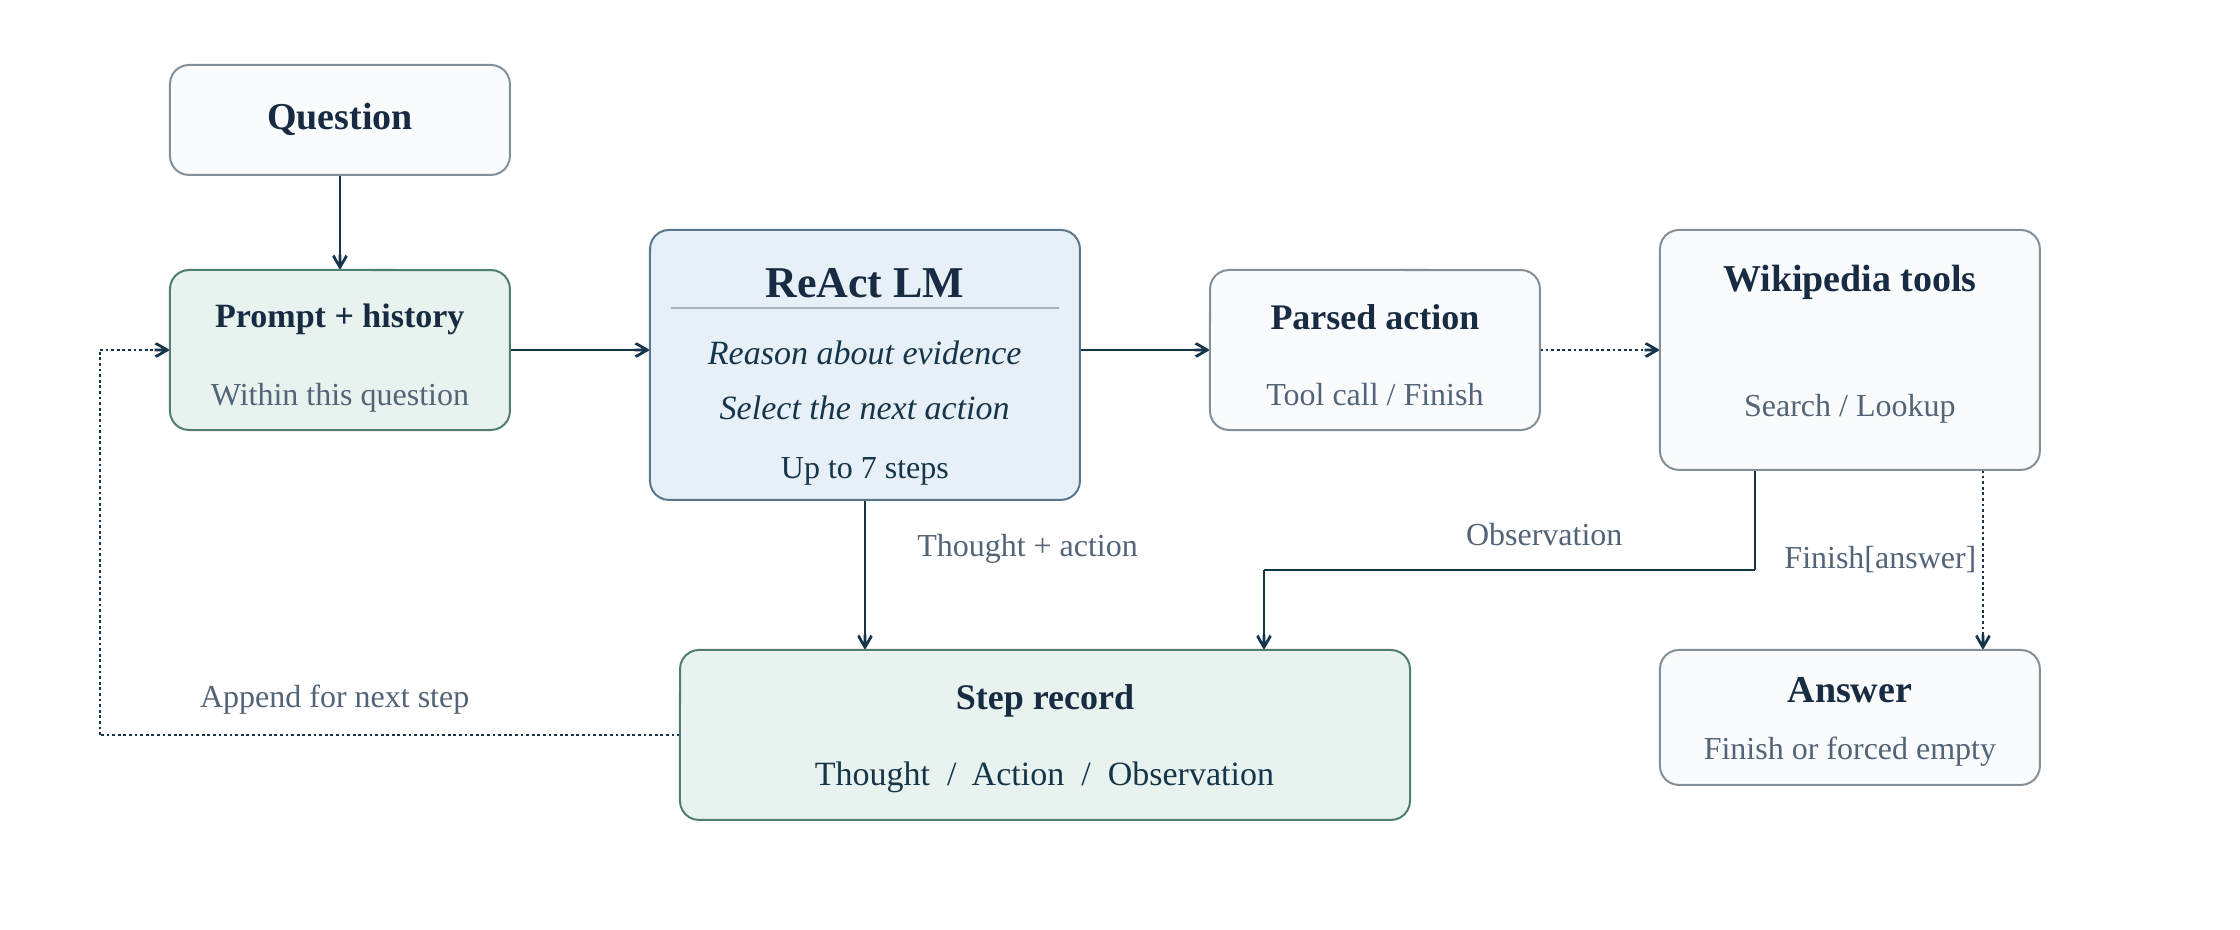 Question
Prompt + history
Within this question
ReAct LM
Reason about evidence
Select the next action
Up to 7 steps
Parsed action
Tool call / Finish
Wikipedia tools
Search / Lookup
Thought + action
Observation
Finish[answer]
Append for next step
Step record
Thought / Action / Observation
Answer
Finish or forced empty